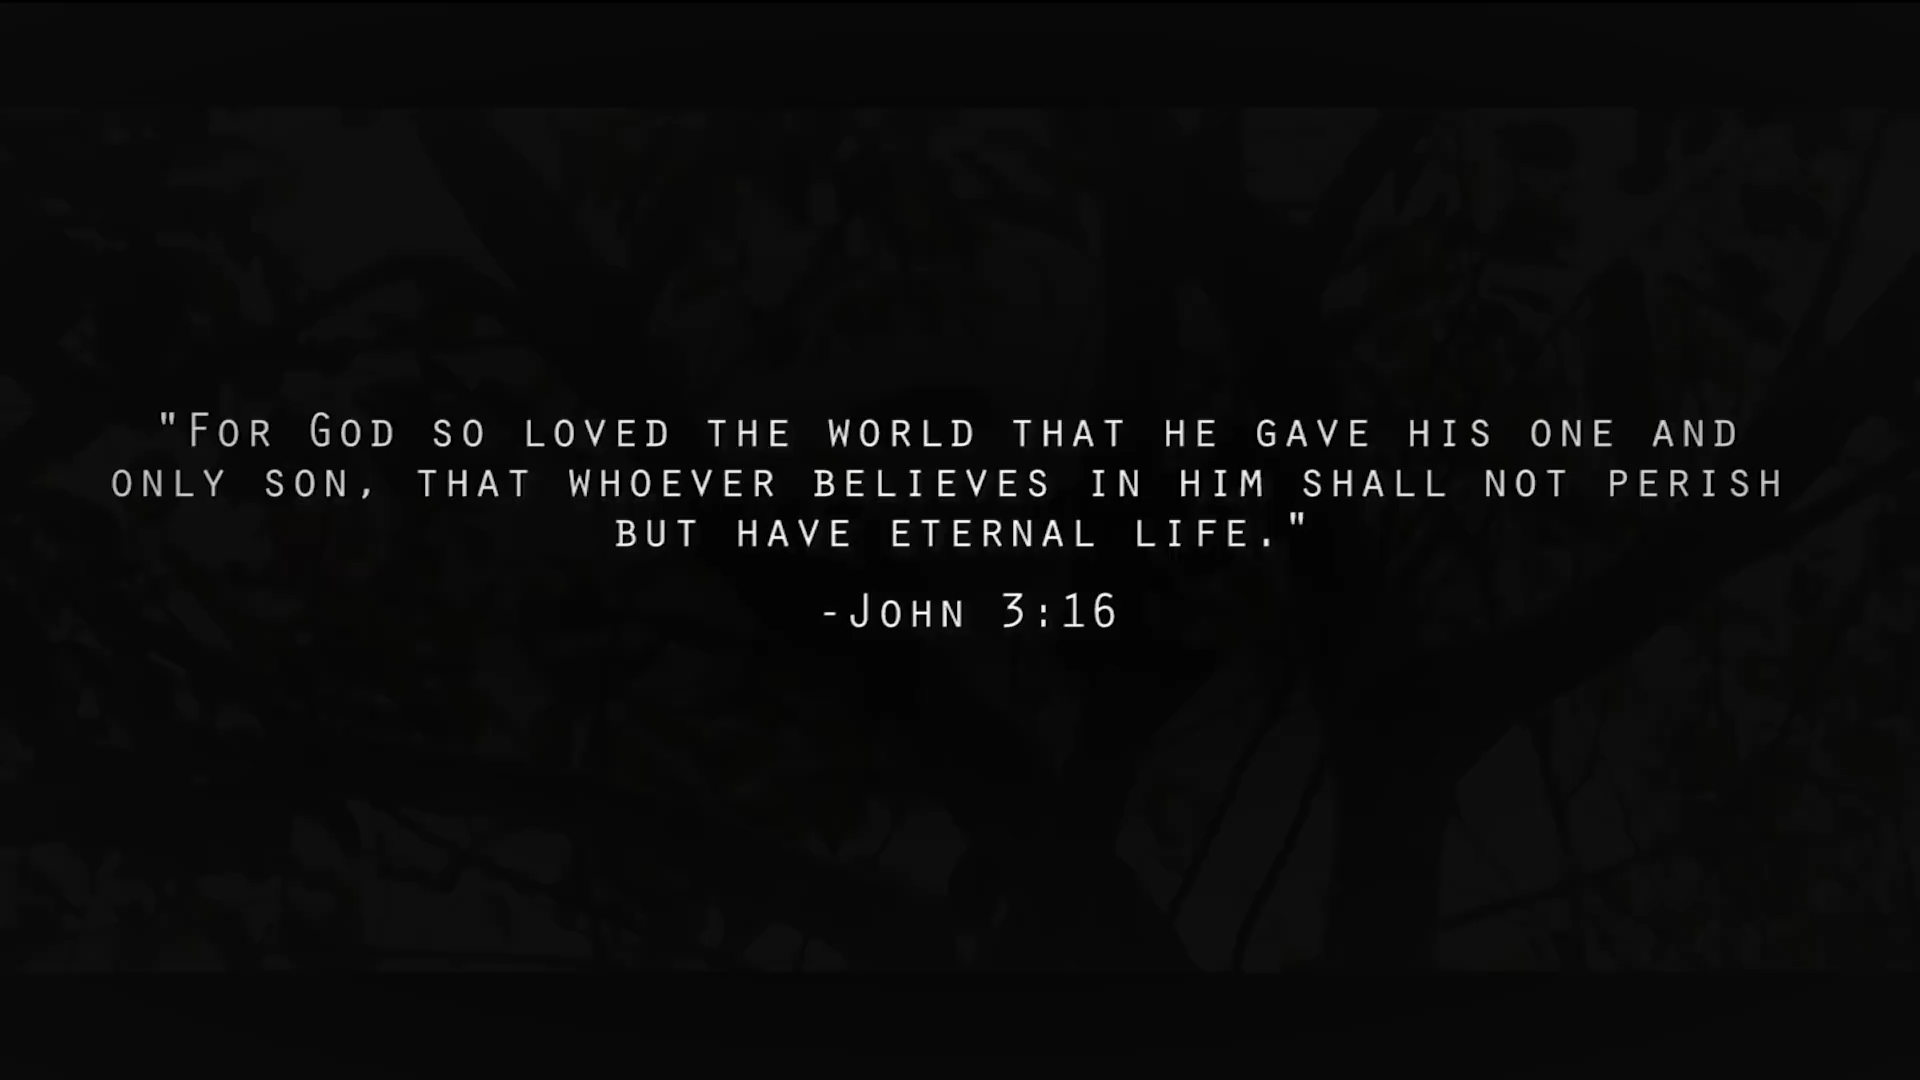 "For God so loved the world that he gave his one and
only son, that whoever believes in him shall not perish
but have eternal life."
-John 3:16